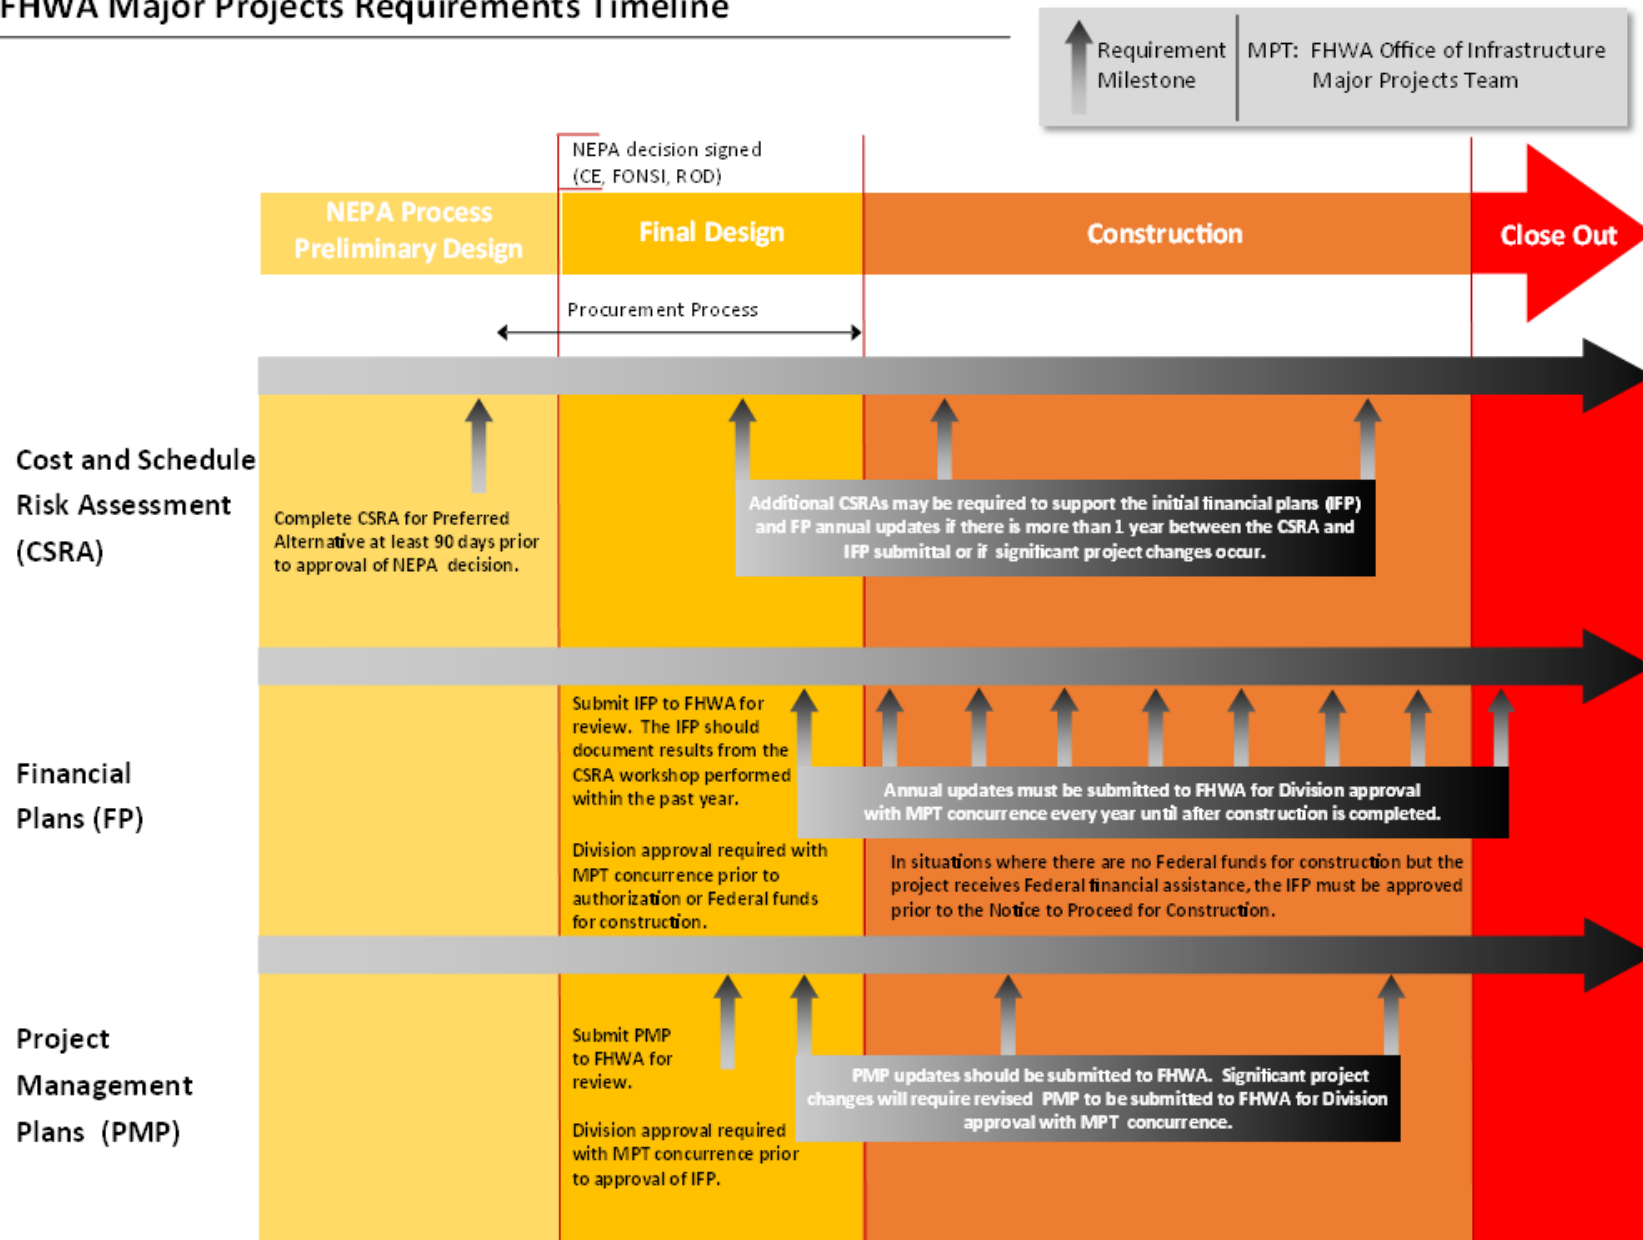 FHWA Major Projects Requirements Timeline
Requirement
Milestone
MPT: FHWA Office of Infrastructure
Major Projects Team
NEPA decision signed
(CE, FONSI, ROD)
NEPA Process
Preliminary Design
Final Design
Construction
Close Out
Procurement Process
Cost and Schedule
Risk Assessment
(CSRA)
Complete CSRA for Preferred
Alternative at least 90 days prior
to approval of NEPA decision.
Additional CSRAs may be required to support the initial financial plans (IFP)
and FP annual updates if there is more than 1 year between the CSRA and
IFP submittal or if significant project changes occur.
Financial
Plans (FP)
Submit IFP to FHWA for
review. The IFP should
document results from the
CSRA workshop performed
within the past year.
Division approval required with
MPT concurrence prior to
authorization or Federal funds
for construction.
Annual updates must be submitted to FHWA for Division approval
with MPT concurrence every year until after construction is completed.
In situations where there are no Federal funds for construction but the
project receives Federal financial assistance, the IFP must be approved
prior to the Notice to Proceed for Construction.
Project
Management
Plans (PMP)
Submit PMP
to FHWA for
review.
Division approval required
with MPT concurrence prior
to approval of IFP.
PMP updates should be submitted to FHWA. Significant project
changes will require revised PMP to be submitted to FHWA for Division
approval with MPT concurrence.